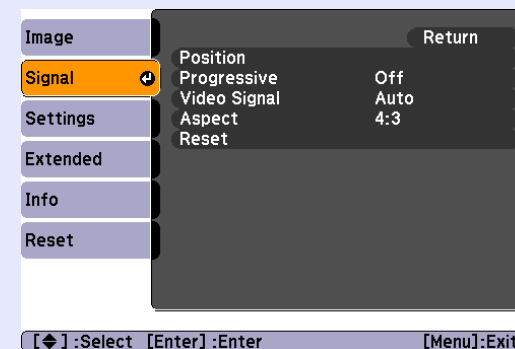 Image
Signal
Settings
Extended
Info
Reset
Return
Position
Progressive Off
Video Signal Auto
Aspect 4:3
Reset
[◆] :Select [Enter] :Enter [Menu]:Exit